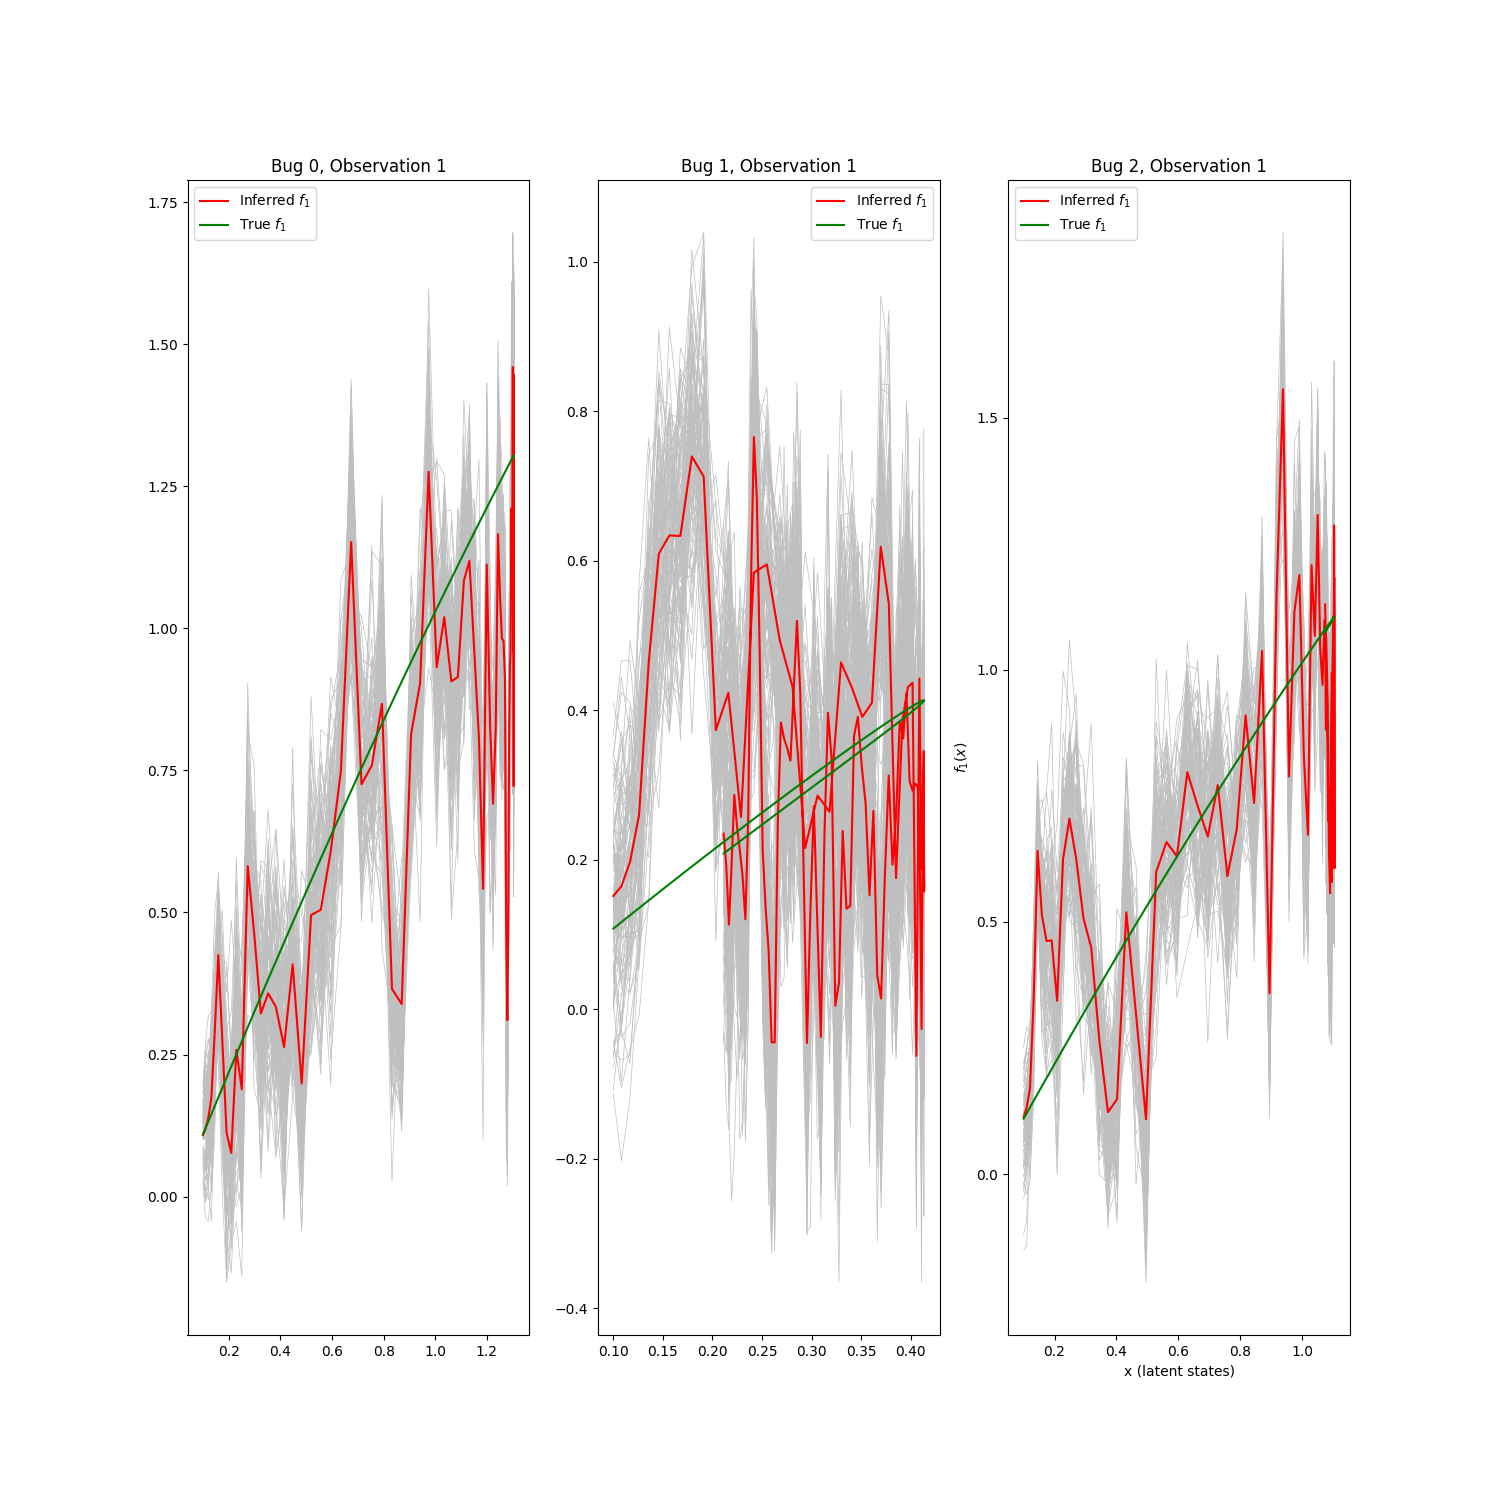 Bug 0, Observation 1
Inferred f₁
True f₁
1.75
1.50
1.25
1.00
0.75
0.50
0.25
0.00
0.2 0.4 0.6 0.8 1.0 1.2
Bug 1, Observation 1
Inferred f₁
True f₁
1.0
0.8
0.6
0.4
0.2
0.0
−0.2
−0.4
0.10 0.15 0.20 0.25 0.30 0.35 0.40
Bug 2, Observation 1
Inferred f₁
True f₁
f₁(x)
1.5
1.0
0.5
0.0
0.2 0.4 0.6 0.8 1.0
x (latent states)